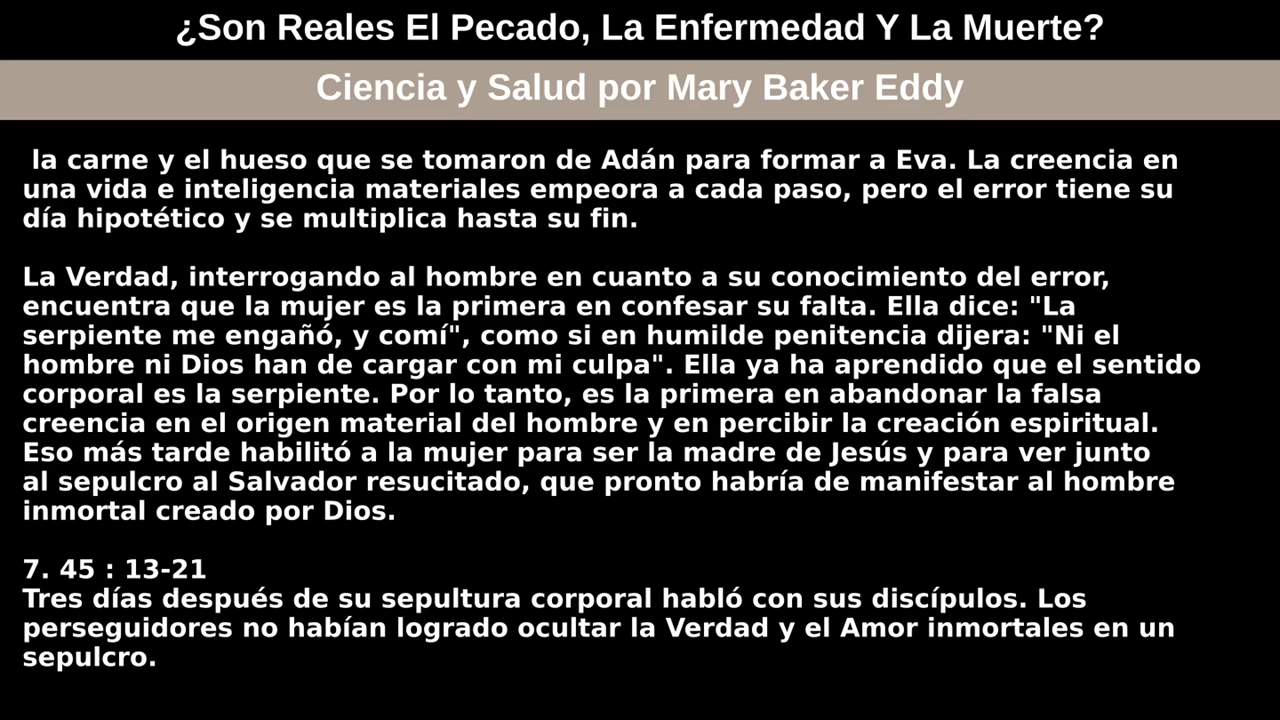 ¿Son Reales El Pecado, La Enfermedad Y La Muerte?
Ciencia y Salud por Mary Baker Eddy
la carne y el hueso que se tomaron de Adán para formar a Eva. La creencia en
una vida e inteligencia materiales empeora a cada paso, pero el error tiene su
día hipotético y se multiplica hasta su fin.
La Verdad, interrogando al hombre en cuanto a su conocimiento del error,
encuentra que la mujer es la primera en confesar su falta. Ella dice: "La
serpiente me engañó, y comí", como si en humilde penitencia dijera: "Ni el
hombre ni Dios han de cargar con mi culpa". Ella ya ha aprendido que el sentido
corporal es la serpiente. Por lo tanto, es la primera en abandonar la falsa
creencia en el origen material del hombre y en percibir la creación espiritual.
Eso más tarde habilitó a la mujer para ser la madre de Jesús y para ver junto
al sepulcro al Salvador resucitado, que pronto habría de manifestar al hombre
inmortal creado por Dios.
7. 45 : 13-21
Tres días después de su sepultura corporal habló con sus discípulos. Los
perseguidores no habían logrado ocultar la Verdad y el Amor inmortales en un
sepulcro.